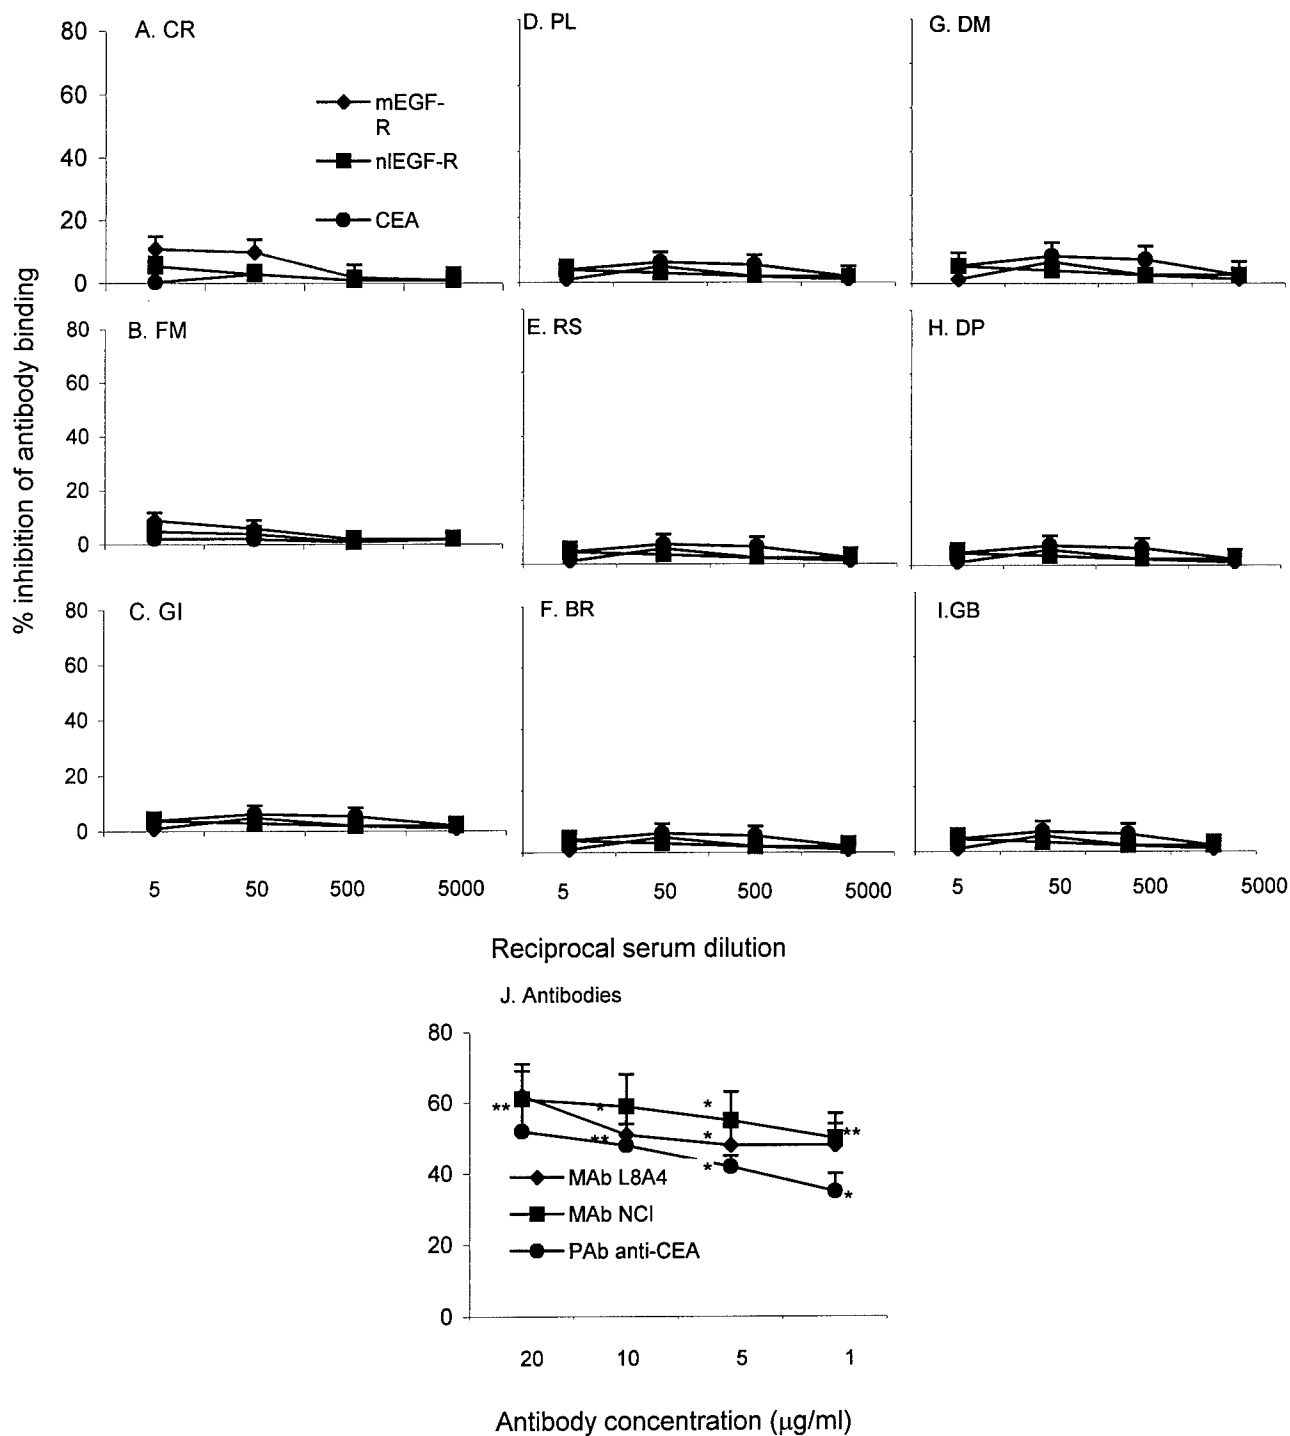 A. CR
80
60
40
20
0
mEGF-
R
nlEGF-R
CEA
D. PL
G. DM
B. FM
80
60
40
20
0
E. RS
H. DP
C. GI
80
60
40
20
0
5 50 500 5000
F. BR
5 50 500 5000
I.GB
5 50 500 5000
% inhibition of antibody binding
Reciprocal serum dilution
J. Antibodies
80
60
40
20
0
**
*
*
**
**
*
*
*
MAb L8A4
MAb NCI
PAb anti-CEA
20 10 5 1
Antibody concentration (μg/ml)